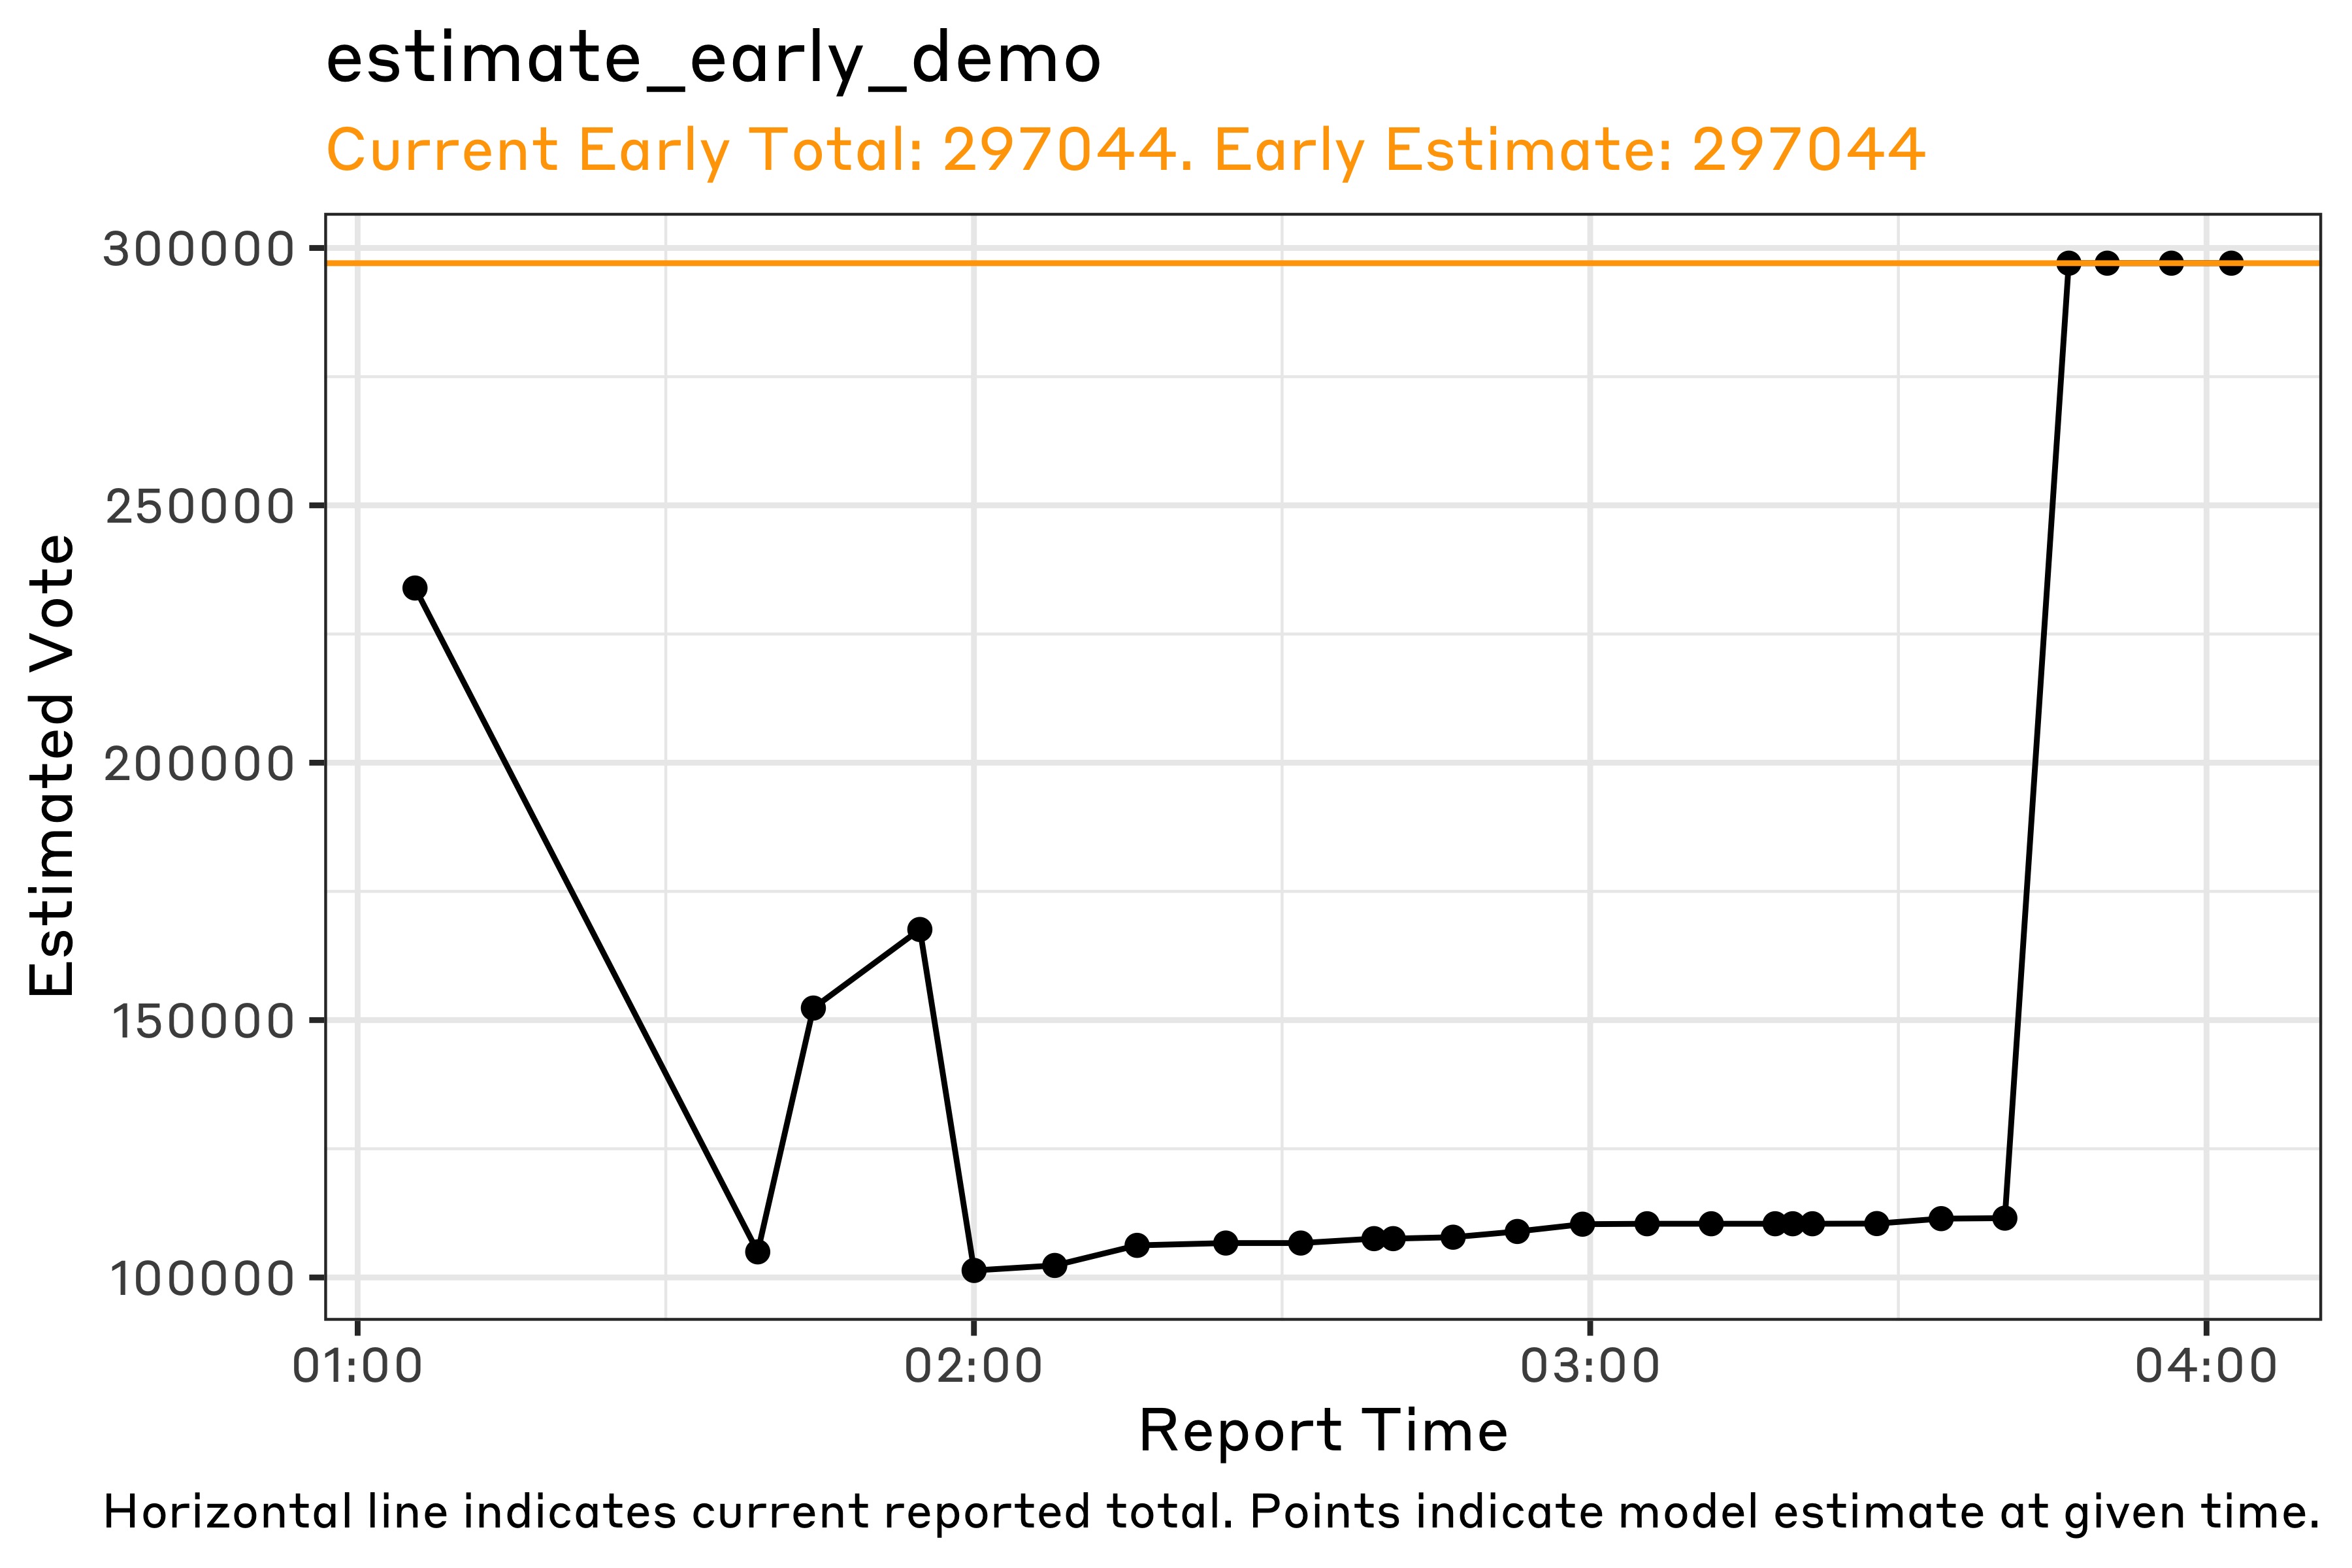 estimate_early_demo
Current Early Total: 297044. Early Estimate: 297044
300000
250000
200000
150000
100000
Estimated Vote
01:00 02:00 03:00 04:00
Report Time
Horizontal line indicates current reported total. Points indicate model estimate at given time.